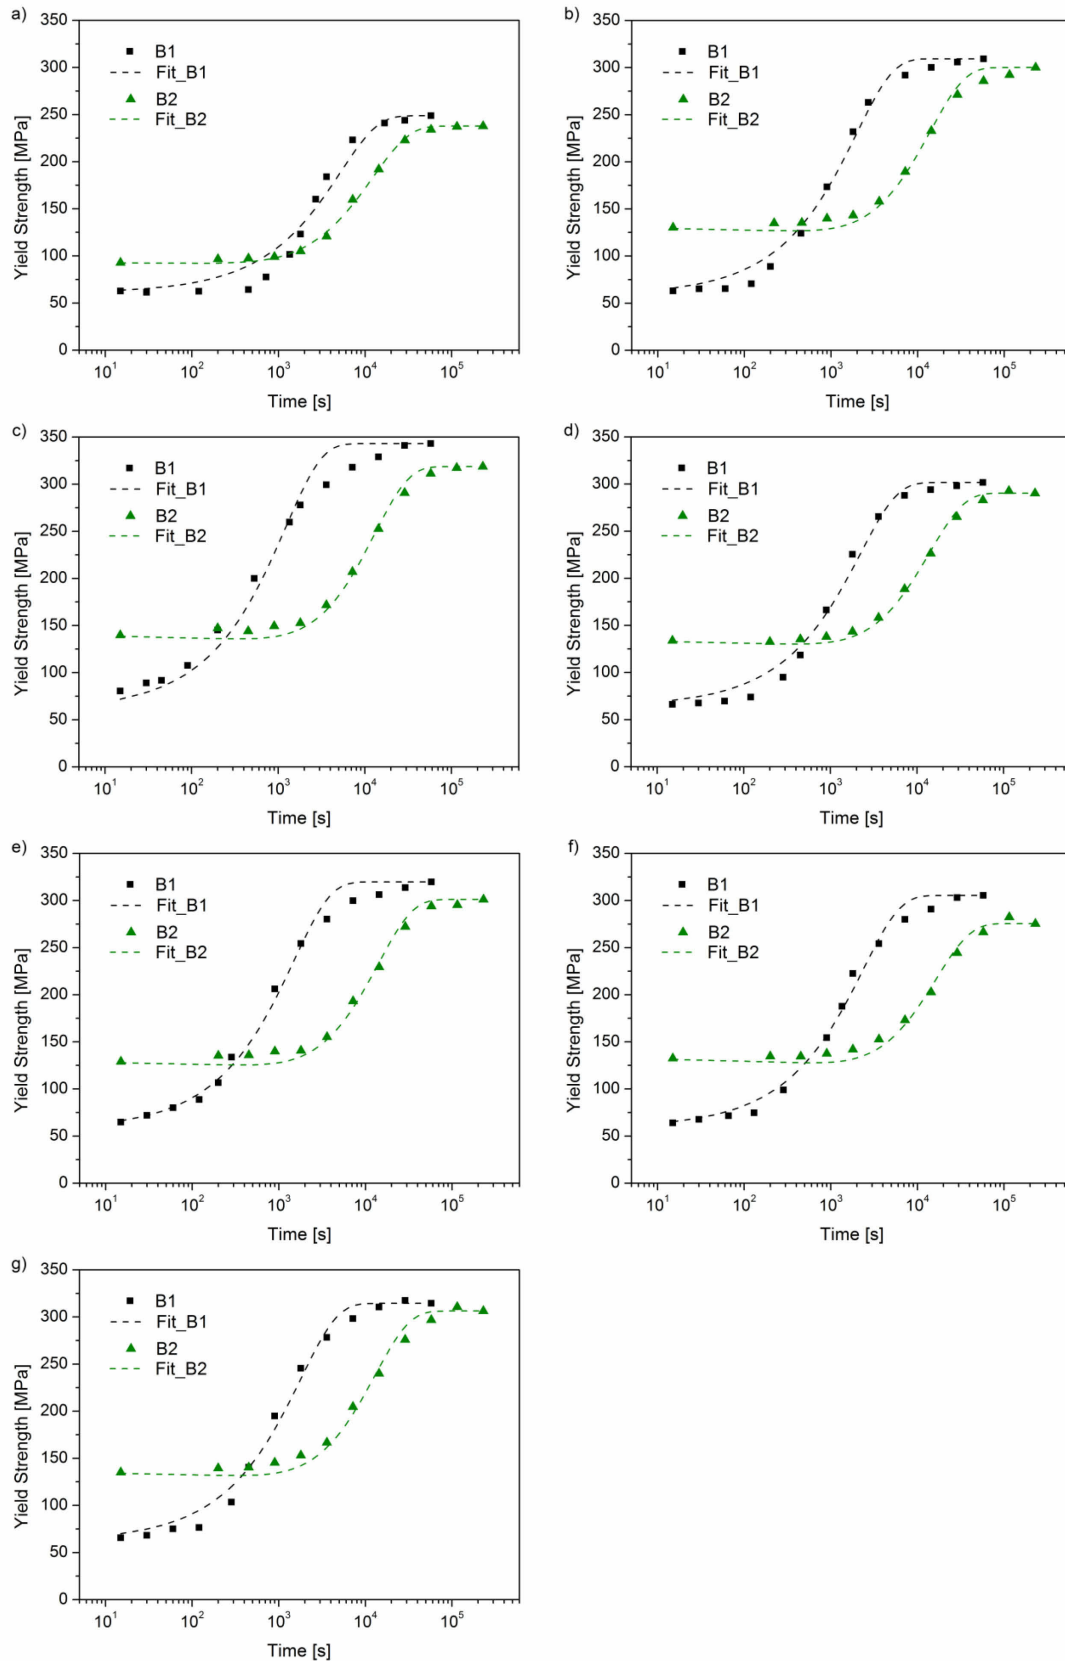 a)
350
300
250
200
150
100
50
0
Yield Strength [MPa]
B1
Fit_B1
B2
Fit_B2
10¹ 10² 10³ 10⁴ 10⁵
Time [s]
b)
350
300
250
200
150
100
50
0
Yield Strength [MPa]
B1
Fit_B1
B2
Fit_B2
10¹ 10² 10³ 10⁴ 10⁵
Time [s]
c)
350
300
250
200
150
100
50
0
Yield Strength [MPa]
B1
Fit_B1
B2
Fit_B2
10¹ 10² 10³ 10⁴ 10⁵
Time [s]
d)
350
300
250
200
150
100
50
0
Yield Strength [MPa]
B1
Fit_B1
B2
Fit_B2
10¹ 10² 10³ 10⁴ 10⁵
Time [s]
e)
350
300
250
200
150
100
50
0
Yield Strength [MPa]
B1
Fit_B1
B2
Fit_B2
10¹ 10² 10³ 10⁴ 10⁵
Time [s]
f)
350
300
250
200
150
100
50
0
Yield Strength [MPa]
B1
Fit_B1
B2
Fit_B2
10¹ 10² 10³ 10⁴ 10⁵
Time [s]
g)
350
300
250
200
150
100
50
0
Yield Strength [MPa]
B1
Fit_B1
B2
Fit_B2
10¹ 10² 10³ 10⁴ 10⁵
Time [s]